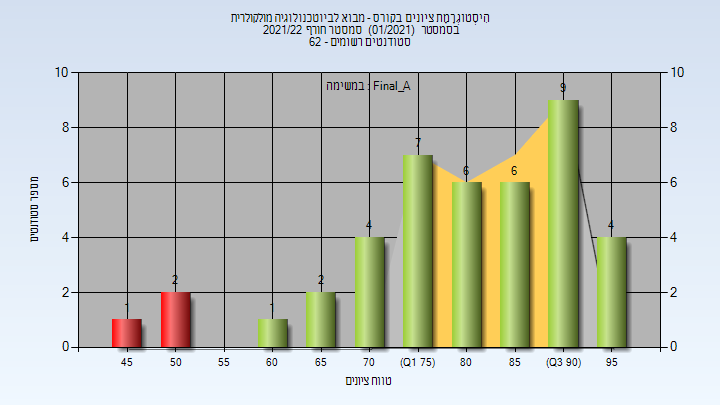 הִיסְטוֹגְרַמַת ציונים בקורס - מבוא לביוטכנולוגיה מולקולרית
בסמסטר (01/2021) סמסטר חורף 2021/22
סטודנטים רשומים - 62
במשימה : Final_A
מספר סטודנטים
10 10
8 8
6 6
4 4
2 2
0 0
1 2 1 2 4 7 6 6 9 4
45 50 55 60 65 70 (Q1 75) 80 85 (Q3 90) 95
טווח ציונים